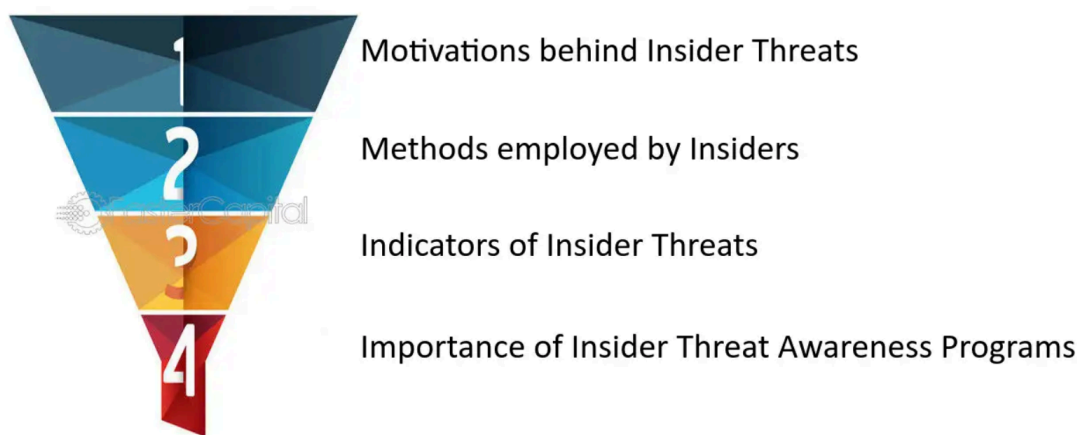 1 Motivations behind Insider Threats
2 Methods employed by Insiders
FasterCapital
3 Indicators of Insider Threats
4 Importance of Insider Threat Awareness Programs